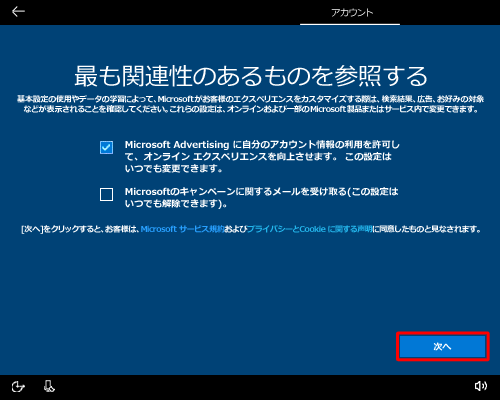 アカウント
最も関連性のあるものを参照する
基本設定の使用やデータの学習によって、Microsoftがお客様のエクスペリエンスをカスタマイズする際は、検索結果、広告、お好みの対象
などが表示されることを確認してください。これらの設定は、オンラインおよび一部のMicrosoft製品またはサービス内で変更できます。
Microsoft Advertising に自分のアカウント情報の利用を許可し
て、オンライン エクスペリエンスを向上させます。 この設定は
いつでも変更できます。
Microsoftのキャンペーンに関するメールを受け取る(この設定は
いつでも解除できます)。
[次へ]をクリックすると、お客様は、Microsoft サービス規約およびプライバシーとCookie に関する声明に同意したものと見なされます。
次へ